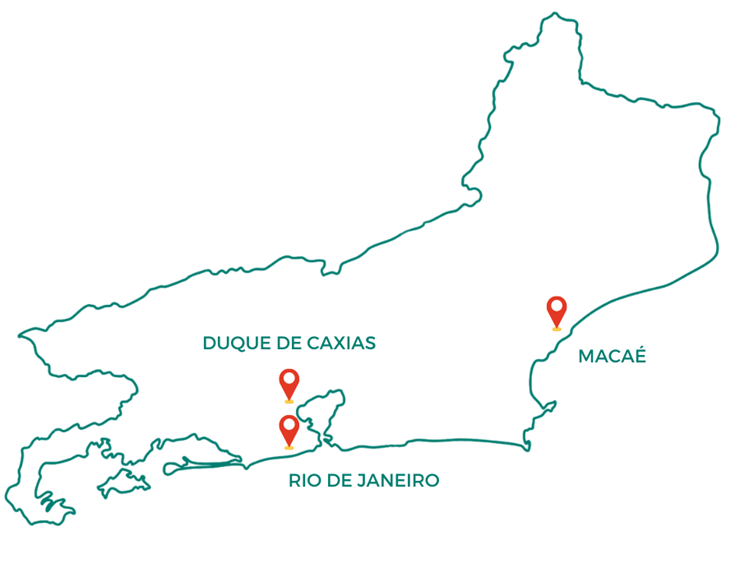 DUQUE DE CAXIAS
MACAÉ
RIO DE JANEIRO